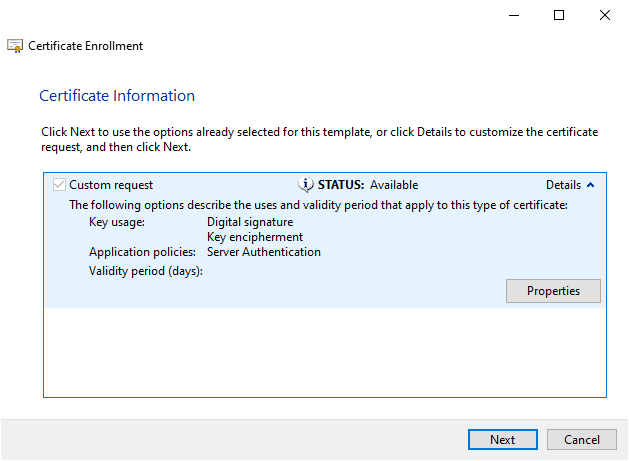 Certificate Enrollment
Certificate Information
Click Next to use the options already selected for this template, or click Details to customize the certificate
request, and then click Next.
Custom request STATUS: Available Details
The following options describe the uses and validity period that apply to this type of certificate:
Key usage: Digital signature
Key encipherment
Application policies: Server Authentication
Validity period (days):
Properties
Next Cancel